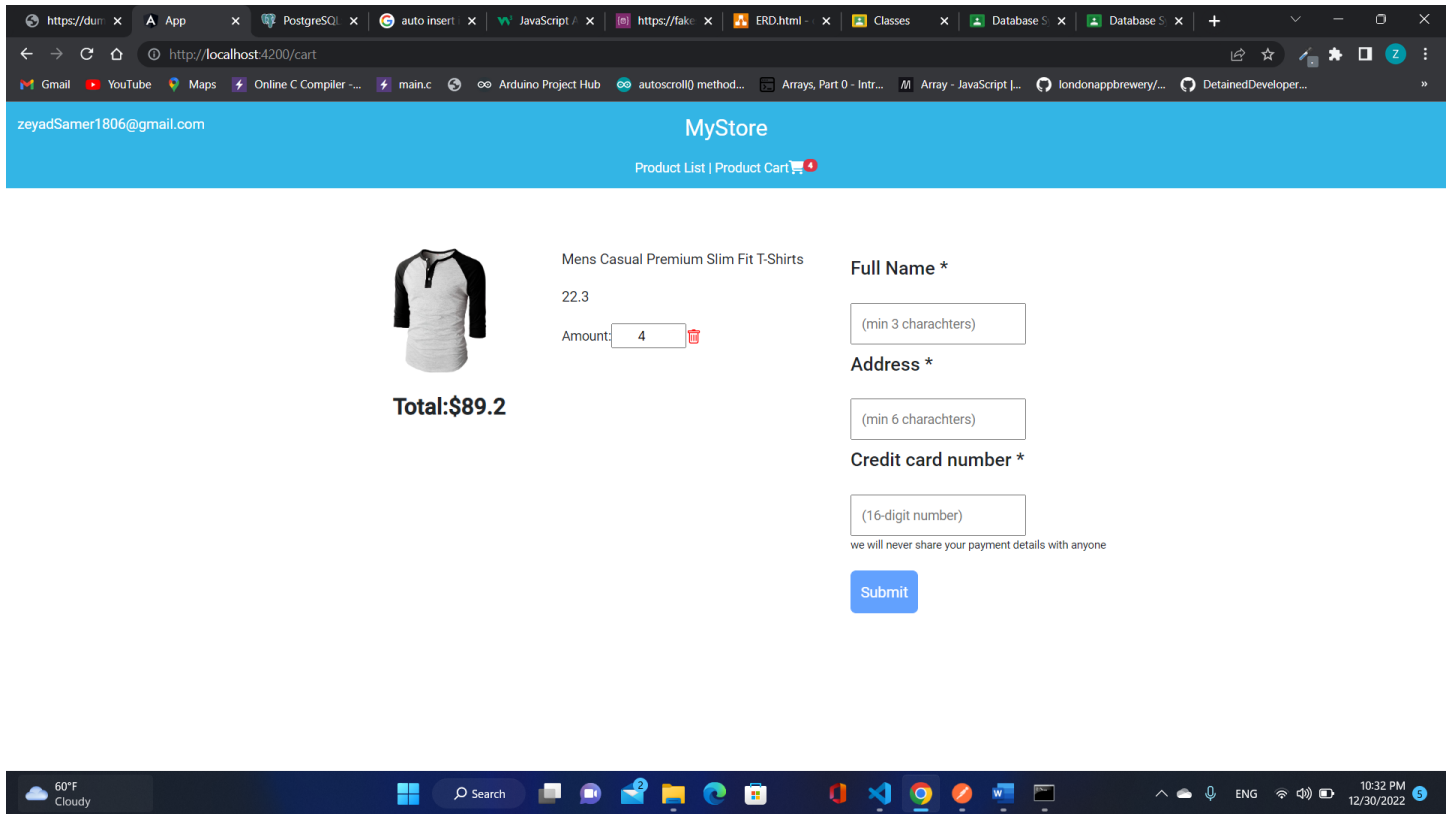 https://dum
App
PostgreSQL
auto insert i
JavaScript A
https://fake
ERD.html -
Classes
Database S
Database S
http://localhost:4200/cart
Z
Gmail
YouTube
Maps
Online C Compiler -...
main.c
Arduino Project Hub
autoscroll() method...
Arrays, Part 0 - Intr...
Array - JavaScript |...
londonappbrewery/...
DetainedDeveloper...
»
zeyadSamer1806@gmail.com
MyStore
Product List | Product Cart 4
Mens Casual Premium Slim Fit T-Shirts
22.3
Amount: 4
Total:$89.2
Full Name *
(min 3 charachters)
Address *
(min 6 charachters)
Credit card number *
(16-digit number)
we will never share your payment details with anyone
Submit
60°F
Cloudy
Search
2
ENG
10:32 PM
12/30/2022
5